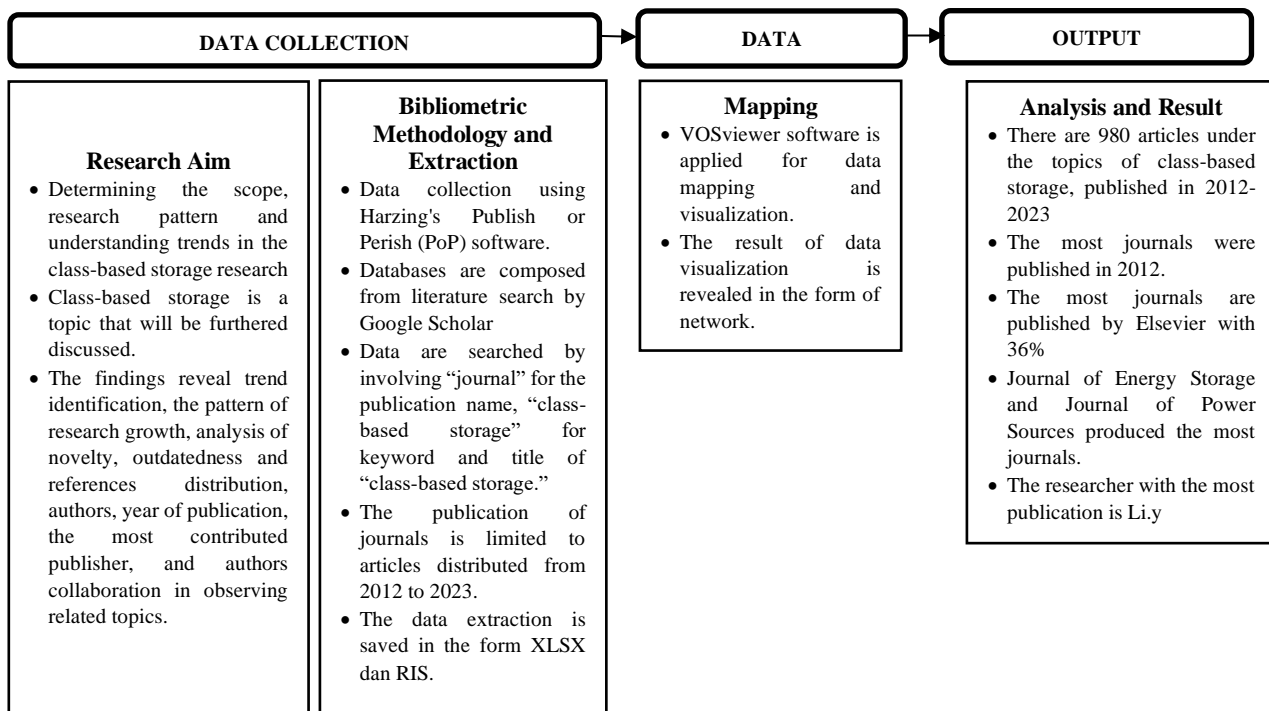 DATA COLLECTION
DATA
OUTPUT
Research Aim
• Determining the scope,
research pattern and
understanding trends in the
class-based storage research
• Class-based storage is a
topic that will be furthered
discussed.
• The findings reveal trend
identification, the pattern of
research growth, analysis of
novelty, outdatedness and
references distribution,
authors, year of publication,
the most contributed
publisher, and authors
collaboration in observing
related topics.
Bibliometric
Methodology and
Extraction
• Data collection using
Harzing's Publish or
Perish (PoP) software.
• Databases are composed
from literature search by
Google Scholar
• Data are searched by
involving “journal” for the
publication name, “class-
based storage” for
keyword and title of
“class-based storage.”
• The publication of
journals is limited to
articles distributed from
2012 to 2023.
• The data extraction is
saved in the form XLSX
dan RIS.
Mapping
• VOSviewer software is
applied for data
mapping and
visualization.
• The result of data
visualization is
revealed in the form of
network.
Analysis and Result
• There are 980 articles under
the topics of class-based
storage, published in 2012-
2023
• The most journals were
published in 2012.
• The most journals are
published by Elsevier with
36%
• Journal of Energy Storage
and Journal of Power
Sources produced the most
journals.
• The researcher with the most
publication is Li.y